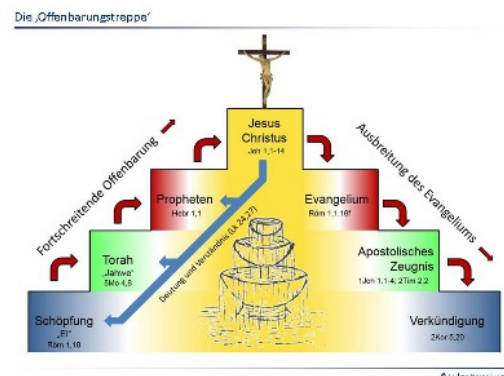 Die ‚Offenbarungstreppe‘
Fortschreitende Offenbarung
Ausbreitung des Evangeliums
Jesus
Christus
Joh 1,1-14
Propheten
Hebr 1,1
Evangelium
Röm 1,1.16f
Torah
„Jahwe“
5Mo 4,8
Deutung und Verständnis (Lk 24,27)
Apostolisches
Zeugnis
1Joh 1,1-4; 2Tim 2,2
Schöpfung
„El“
Röm 1,18
Verkündigung
2Kor 5,20